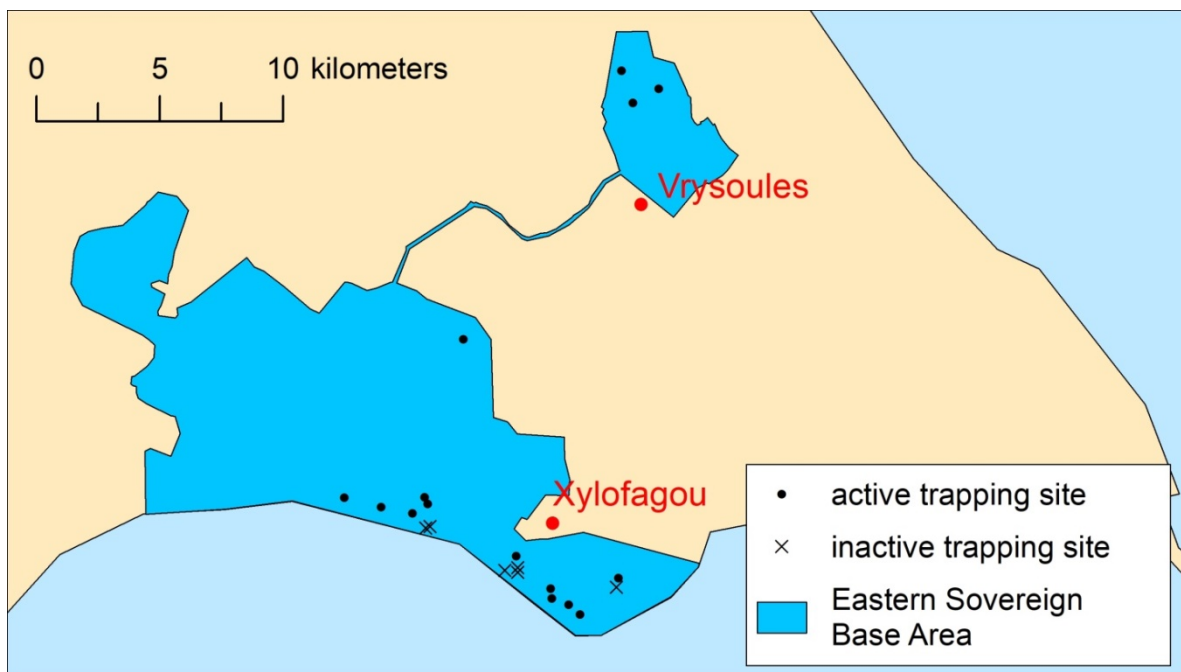 0 5 10 kilometers
Vrysoules
Xylofagou
active trapping site
inactive trapping site
Eastern Sovereign
Base Area